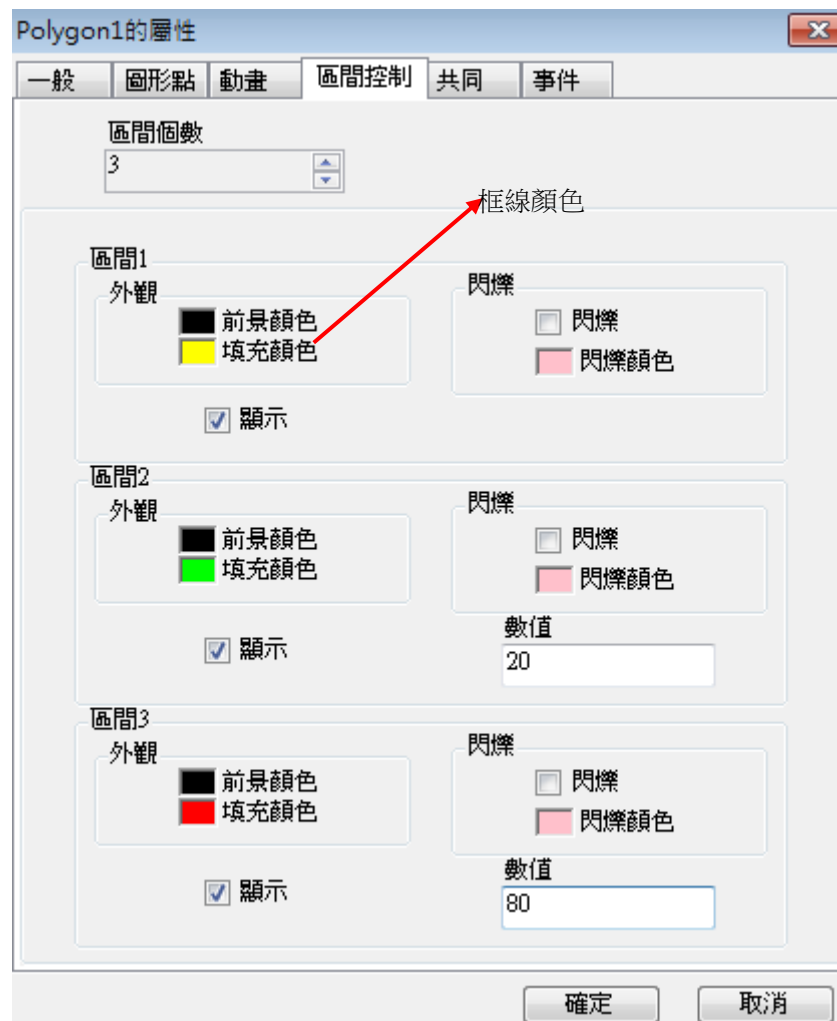 Polygon1的屬性
一般 圖形點 動畫 區間控制 共同 事件
區間個數
3
框線顏色
區間1
外觀 閃爍
前景顏色 閃爍
填充顏色 閃爍顏色
顯示
區間2
外觀 閃爍
前景顏色 閃爍
填充顏色 閃爍顏色
數值
顯示 20
區間3
外觀 閃爍
前景顏色 閃爍
填充顏色 閃爍顏色
數值
顯示 80
確定 取消